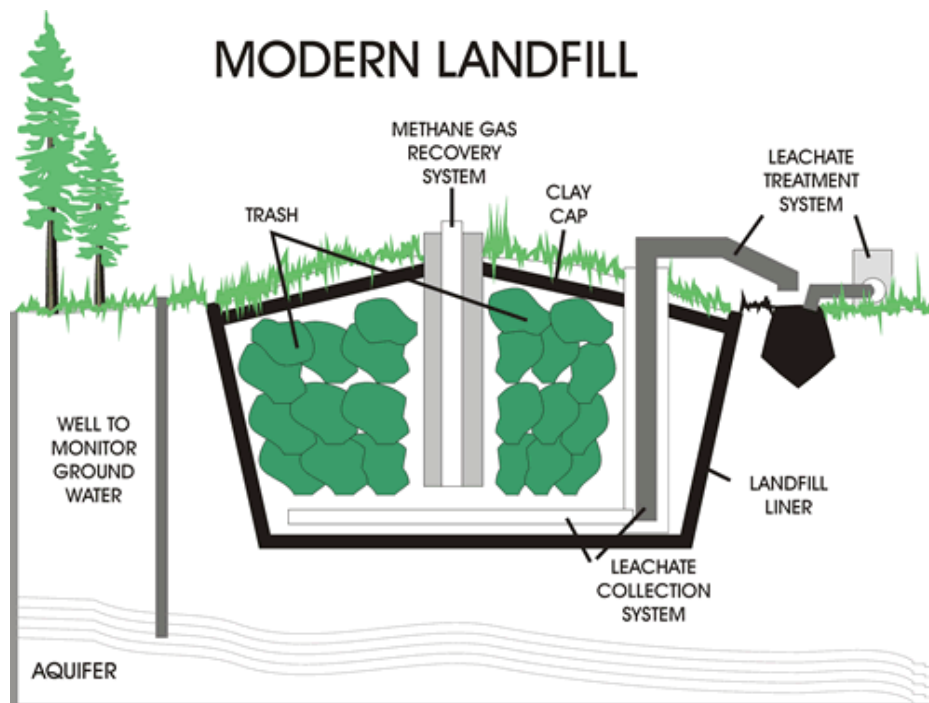 MODERN LANDFILL
METHANE GAS
RECOVERY
SYSTEM
LEACHATE
TREATMENT
SYSTEM
CLAY
CAP
TRASH
WELL TO
MONITOR
GROUND
WATER
LANDFILL
LINER
LEACHATE
COLLECTION
SYSTEM
AQUIFER